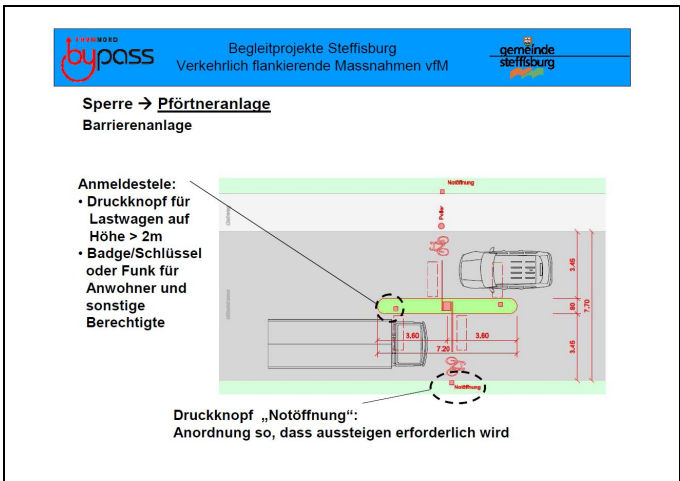 THUN NORD
bypass
Begleitprojekte Steffisburg
Verkehrlich flankierende Massnahmen vfM
gemeinde
steffisburg
Sperre → Pförtneranlage
Barrierenanlage
Anmeldestele:
• Druckknopf für
Lastwagen auf
Höhe > 2m
• Badge/Schlüssel
oder Funk für
Anwohner und
sonstige
Berechtigte
Notöffnung
Gehweg
Poller
3.45
80
7.70
3.45
3.60
3.60
7.20
Notöffnung
Druckknopf „Notöffnung“:
Anordnung so, dass aussteigen erforderlich wird